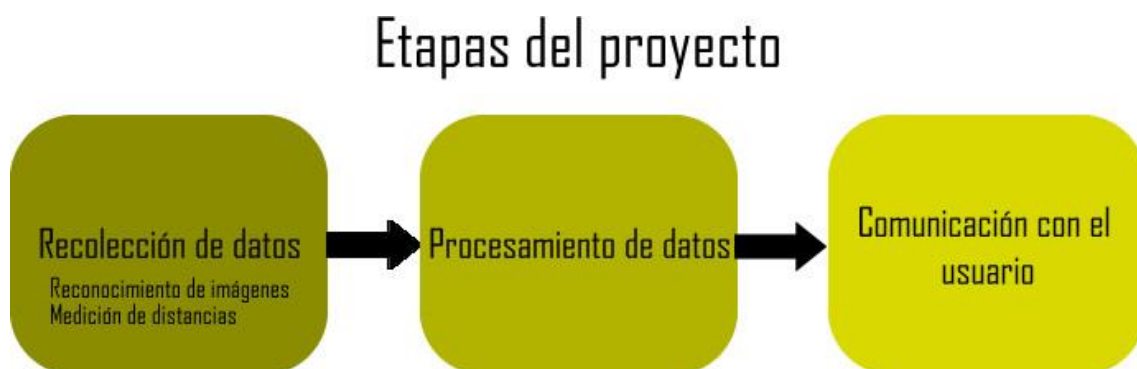 Etapas del proyecto
Recolección de datos
Reconocimiento de imágenes
Medición de distancias
Procesamiento de datos
Comunicación con el
usuario